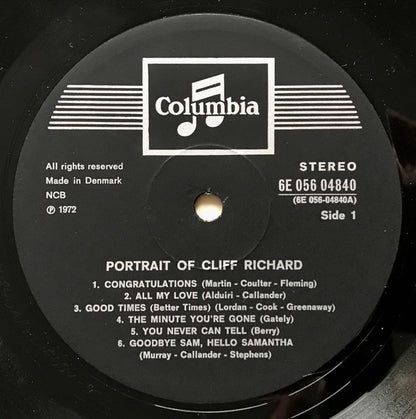 Columbia
All rights reserved
Made in Denmark
NCB
℗ 1972
STEREO
6E 056 04840
(6E 056-04840A)
Side 1
PORTRAIT OF CLIFF RICHARD
1. CONGRATULATIONS (Martin - Coulter - Fleming)
2. ALL MY LOVE (Alduiri - Callander)
3. GOOD TIMES (Better Times) (Lordan - Cook - Greenaway)
4. THE MINUTE YOU'RE GONE (Gately)
5. YOU NEVER CAN TELL (Berry)
6. GOODBYE SAM, HELLO SAMANTHA
(Murray - Callander - Stephens)